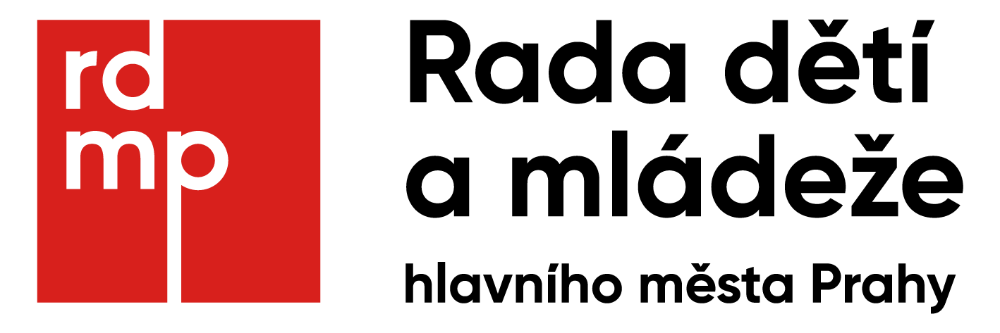 rd
mp
Rada dětí
a mládeže
hlavního města Prahy